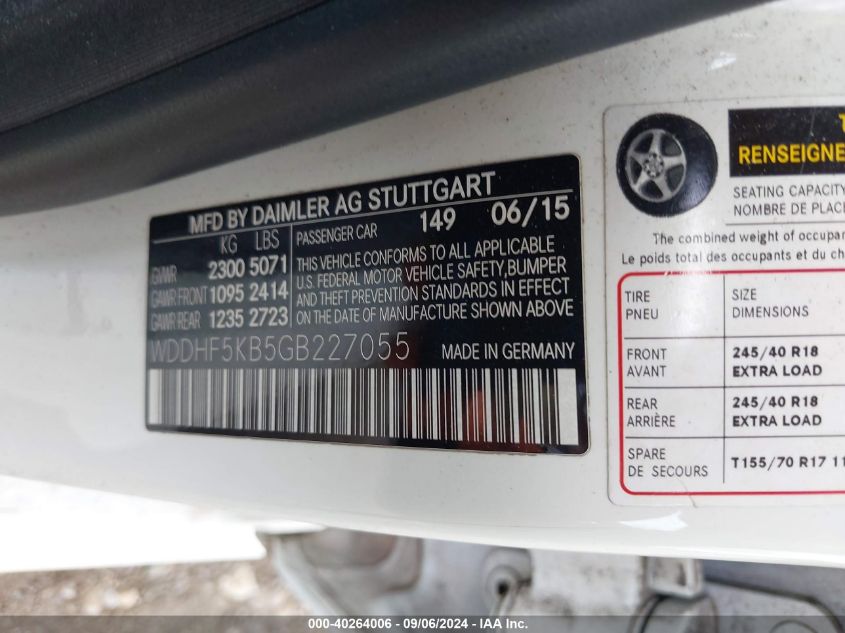 MFD BY DAIMLER AG STUTTGART
KG LBS
PASSENGER CAR 149 06/15
GVWR 2300 5071
GAWR FRONT 1095 2414
GAWR REAR 1235 2723
THIS VEHICLE CONFORMS TO ALL APPLICABLE
U.S. FEDERAL MOTOR VEHICLE SAFETY, BUMPER
AND THEFT PREVENTION STANDARDS IN EFFECT
ON THE DATE OF MANUFACTURE SHOWN ABOVE
WDDHF5KB5GB227055 MADE IN GERMANY
RENSEIGNE
SEATING CAPACITY
NOMBRE DE PLACE
The combined weight of occupan
Le poids total des occupants et du ch
TIRE SIZE
PNEU DIMENSIONS
FRONT 245/40 R18
AVANT EXTRA LOAD
REAR 245/40 R18
ARRIÈRE EXTRA LOAD
SPARE
DE SECOURS
T155/70 R17 11
000-40264006 - 09/06/2024 - IAA Inc.